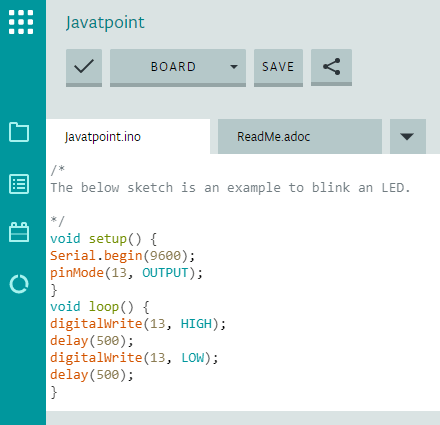 Javatpoint
BOARD SAVE
Javatpoint.ino ReadMe.adoc
/*
The below sketch is an example to blink an LED.
*/
void setup() {
Serial.begin(9600);
pinMode(13, OUTPUT);
}
void loop() {
digitalWrite(13, HIGH);
delay(500);
digitalWrite(13, LOW);
delay(500);
}